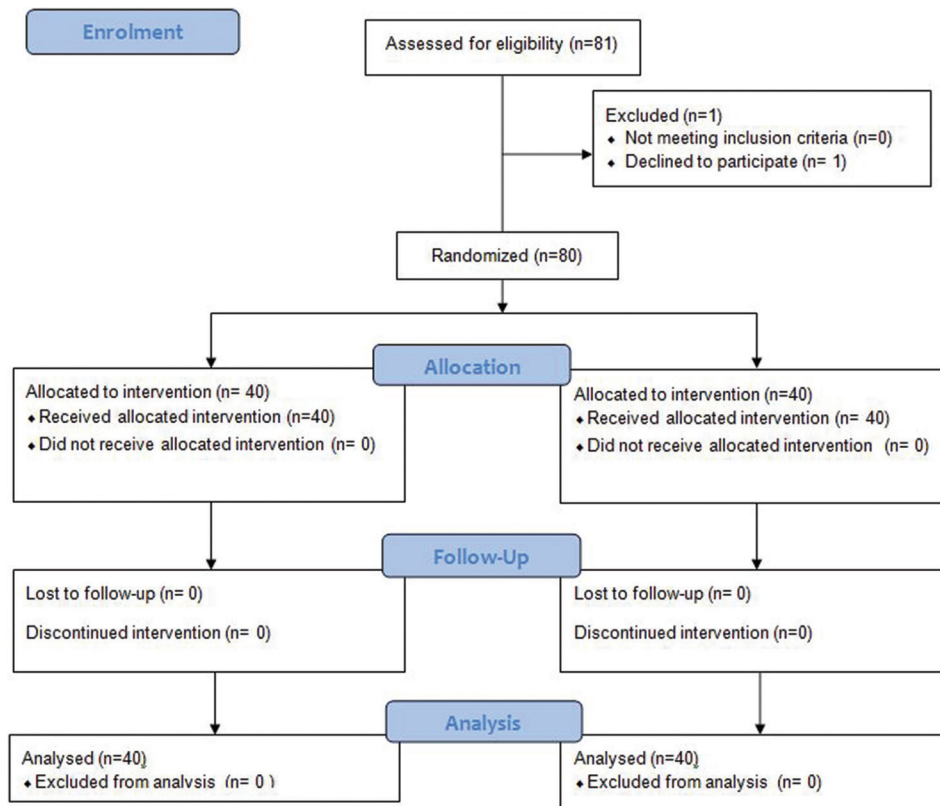 Enrolment
Assessed for eligibility (n=81)
Excluded (n=1)
⬥ Not meeting inclusion criteria (n=0)
⬥ Declined to participate (n= 1)
Randomized (n=80)
Allocation
Allocated to intervention (n= 40)
⬥ Received allocated intervention (n=40)
⬥ Did not receive allocated intervention (n= 0)
Allocated to intervention (n=40)
⬥ Received allocated intervention (n= 40)
⬥ Did not receive allocated intervention (n= 0)
Follow-Up
Lost to follow-up (n= 0)
Discontinued intervention (n= 0)
Lost to follow-up (n= 0)
Discontinued intervention (n=0)
Analysis
Analysed (n=40)
⬥ Excluded from analysis (n= 0 )
Analysed (n=40)
⬥ Excluded from analysis (n= 0)